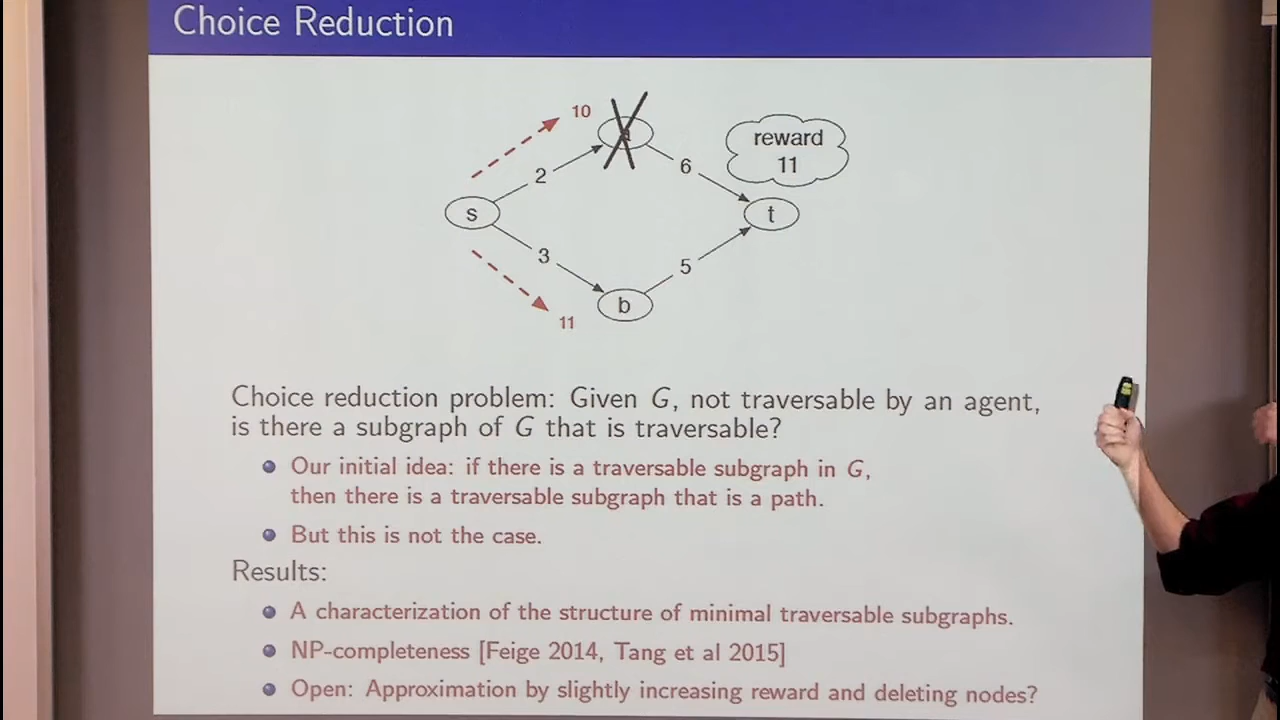 Choice Reduction
10
2
6
reward
11
s
t
3
5
b
11
Choice reduction problem: Given G, not traversable by an agent,
is there a subgraph of G that is traversable?
Our initial idea: if there is a traversable subgraph in G,
then there is a traversable subgraph that is a path.
But this is not the case.
Results:
A characterization of the structure of minimal traversable subgraphs.
NP-completeness [Feige 2014, Tang et al 2015]
Open: Approximation by slightly increasing reward and deleting nodes?